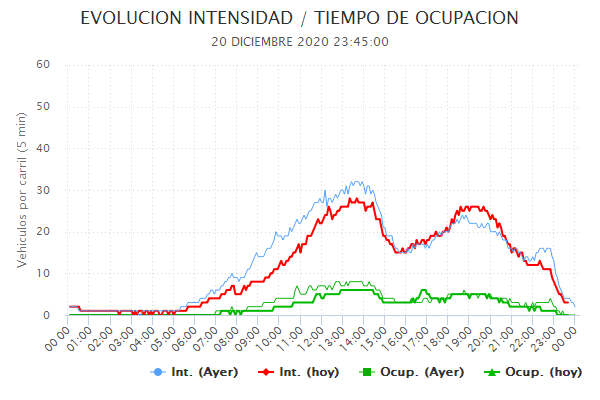 EVOLUCION INTENSIDAD / TIEMPO DE OCUPACION
20 DICIEMBRE 2020 23:45:00
Vehiculos por carril (5 min)
60
50
40
30
20
10
0
00:00 01:00 02:00 03:00 04:00 05:00 06:00 07:00 08:00 09:00 10:00 11:00 12:00 13:00 14:00 15:00 16:00 17:00 18:00 19:00 20:00 21:00 22:00 23:00 00:00
Int. (Ayer) Int. (hoy) Ocup. (Ayer) Ocup. (hoy)